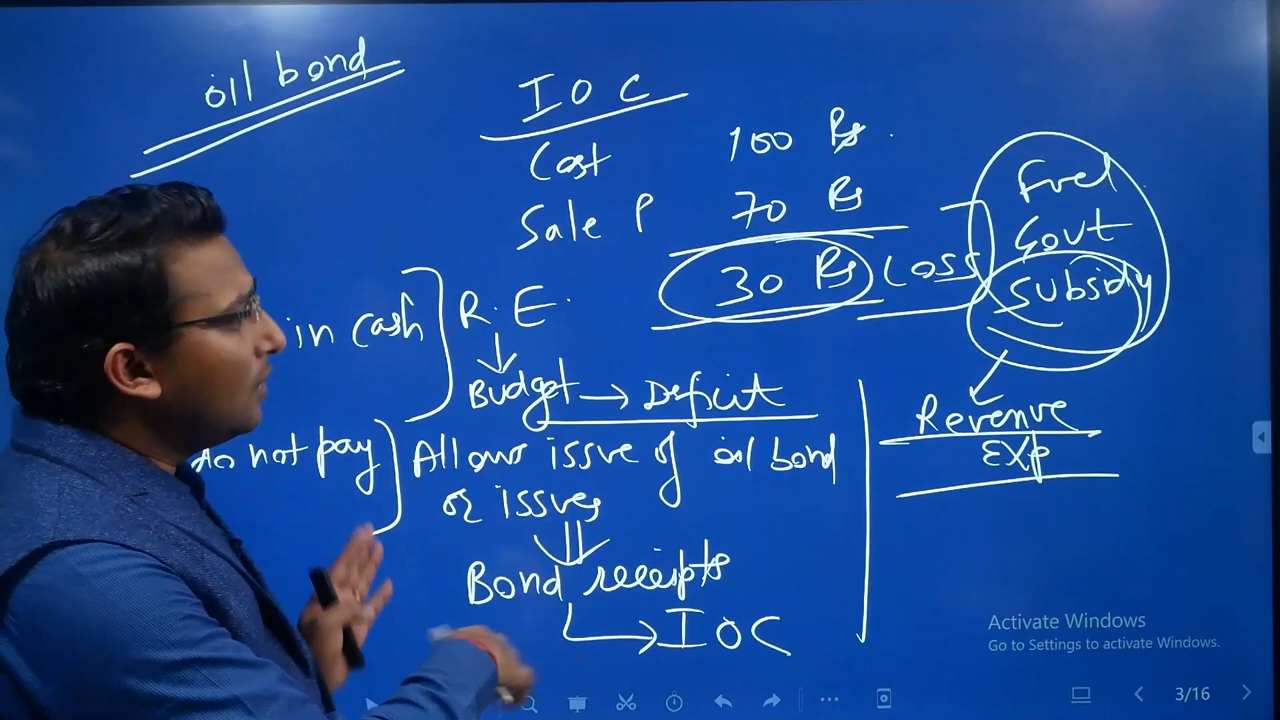 oil bond
IOC
Cost 100 Rs.
Sale P 70 Rs
30 Rs Loss
Fuel
Govt
Subsidy
Revenue
Exp
in cash
R.E.
Budget → Deficit
do not pay
Allows issue of oil bond
or issues
Bond receipts
→ IOC
Activate Windows
Go to Settings to activate Windows.
3/16